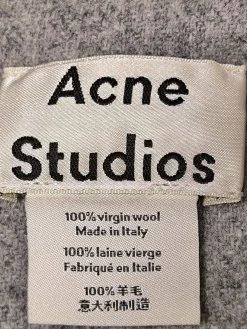 Acne
Studios
100% virgin wool
Made in Italy
100% laine vierge
Fabriqué en Italie
100% 羊毛
意大利制造